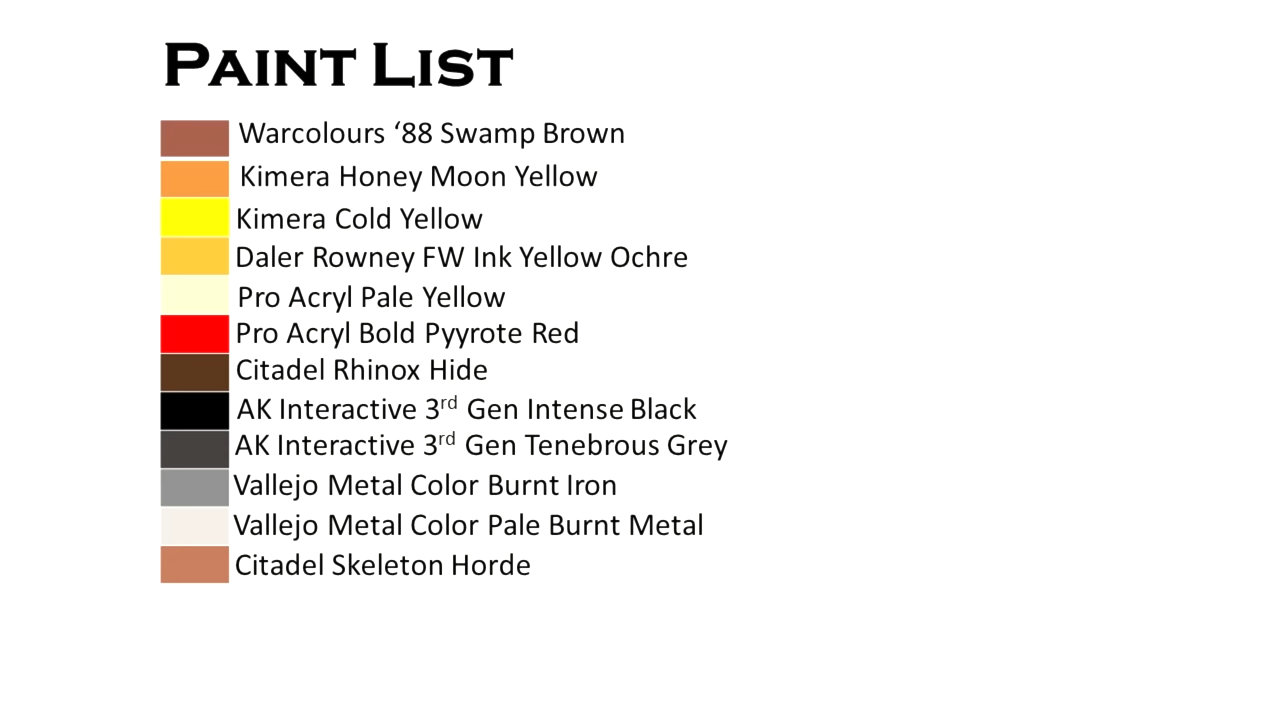 PAINT LIST
Warcolours ‘88 Swamp Brown
Kimera Honey Moon Yellow
Kimera Cold Yellow
Daler Rowney FW Ink Yellow Ochre
Pro Acryl Pale Yellow
Pro Acryl Bold Pyyrote Red
Citadel Rhinox Hide
AK Interactive 3rd Gen Intense Black
AK Interactive 3rd Gen Tenebrous Grey
Vallejo Metal Color Burnt Iron
Vallejo Metal Color Pale Burnt Metal
Citadel Skeleton Horde